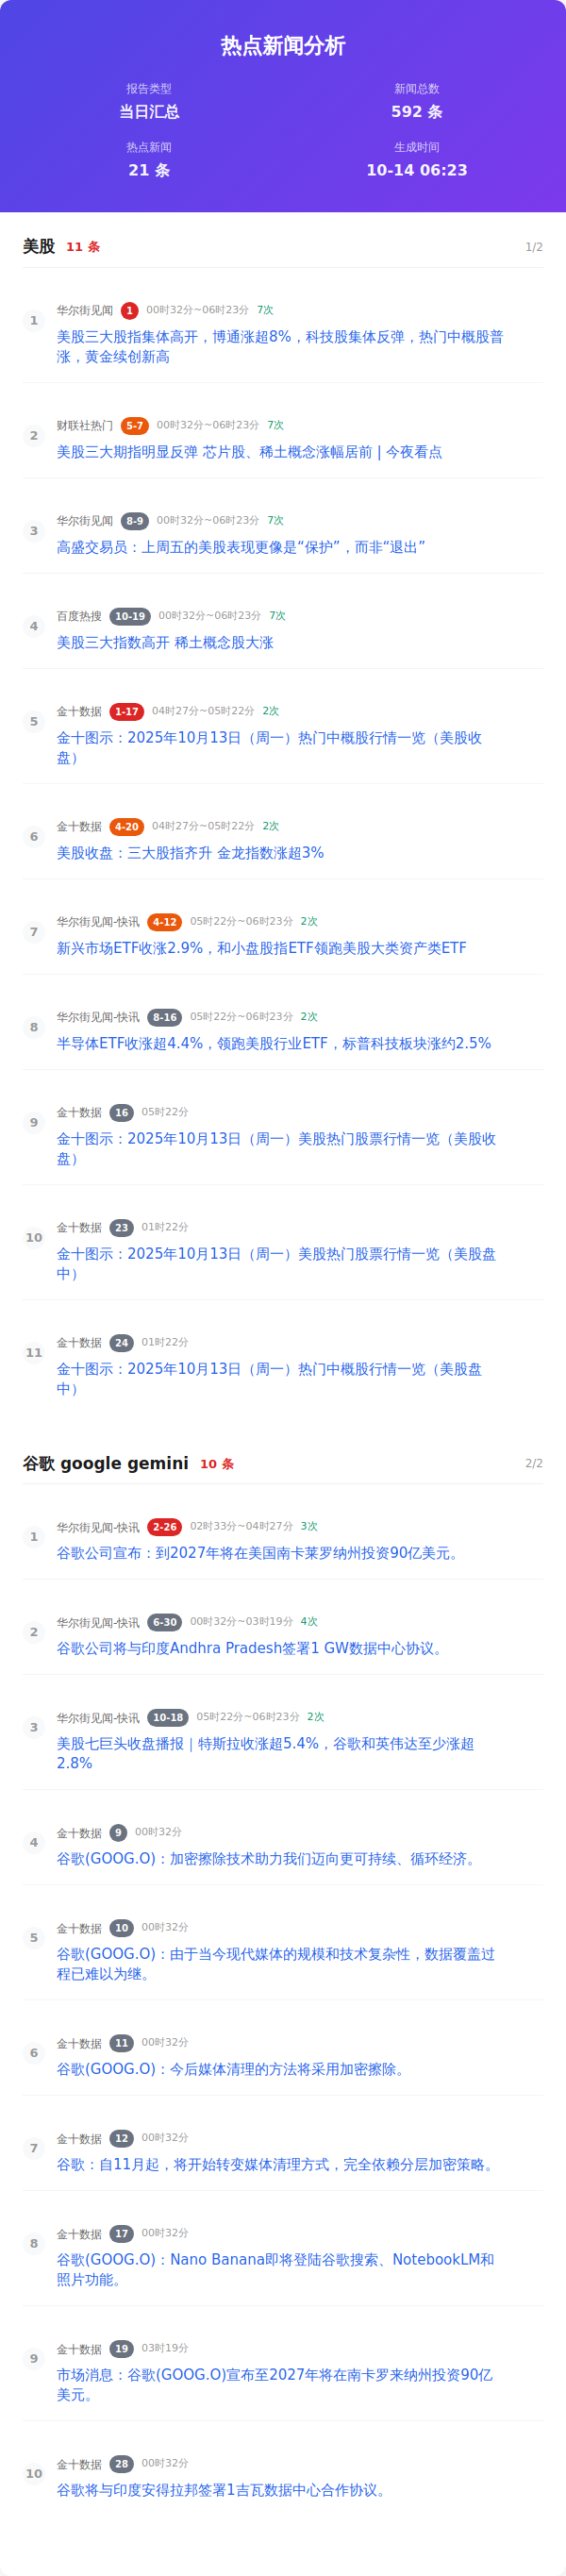 热点新闻分析
报告类型
当日汇总
新闻总数
592 条
热点新闻
21 条
生成时间
10-14 06:23
美股 11 条 1/2
1 华尔街见闻 1 00时32分~06时23分 7次
美股三大股指集体高开，博通涨超8%，科技股集体反弹，热门中概股普
涨，黄金续创新高
2 财联社热门 5-7 00时32分~06时23分 7次
美股三大期指明显反弹 芯片股、稀土概念涨幅居前 | 今夜看点
3 华尔街见闻 8-9 00时32分~06时23分 7次
高盛交易员：上周五的美股表现更像是“保护”，而非“退出”
4 百度热搜 10-19 00时32分~06时23分 7次
美股三大指数高开 稀土概念股大涨
5 金十数据 1-17 04时27分~05时22分 2次
金十图示：2025年10月13日（周一）热门中概股行情一览（美股收
盘）
6 金十数据 4-20 04时27分~05时22分 2次
美股收盘：三大股指齐升 金龙指数涨超3%
7 华尔街见闻-快讯 4-12 05时22分~06时23分 2次
新兴市场ETF收涨2.9%，和小盘股指ETF领跑美股大类资产类ETF
8 华尔街见闻-快讯 8-16 05时22分~06时23分 2次
半导体ETF收涨超4.4%，领跑美股行业ETF，标普科技板块涨约2.5%
9 金十数据 16 05时22分
金十图示：2025年10月13日（周一）美股热门股票行情一览（美股收
盘）
10 金十数据 23 01时22分
金十图示：2025年10月13日（周一）美股热门股票行情一览（美股盘
中）
11 金十数据 24 01时22分
金十图示：2025年10月13日（周一）热门中概股行情一览（美股盘
中）
谷歌 google gemini 10 条 2/2
1 华尔街见闻-快讯 2-26 02时33分~04时27分 3次
谷歌公司宣布：到2027年将在美国南卡莱罗纳州投资90亿美元。
2 华尔街见闻-快讯 6-30 00时32分~03时19分 4次
谷歌公司将与印度Andhra Pradesh签署1 GW数据中心协议。
3 华尔街见闻-快讯 10-18 05时22分~06时23分 2次
美股七巨头收盘播报｜特斯拉收涨超5.4%，谷歌和英伟达至少涨超
2.8%
4 金十数据 9 00时32分
谷歌(GOOG.O)：加密擦除技术助力我们迈向更可持续、循环经济。
5 金十数据 10 00时32分
谷歌(GOOG.O)：由于当今现代媒体的规模和技术复杂性，数据覆盖过
程已难以为继。
6 金十数据 11 00时32分
谷歌(GOOG.O)：今后媒体清理的方法将采用加密擦除。
7 金十数据 12 00时32分
谷歌：自11月起，将开始转变媒体清理方式，完全依赖分层加密策略。
8 金十数据 17 00时32分
谷歌(GOOG.O)：Nano Banana即将登陆谷歌搜索、NotebookLM和
照片功能。
9 金十数据 19 03时19分
市场消息：谷歌(GOOG.O)宣布至2027年将在南卡罗来纳州投资90亿
美元。
10 金十数据 28 00时32分
谷歌将与印度安得拉邦签署1吉瓦数据中心合作协议。